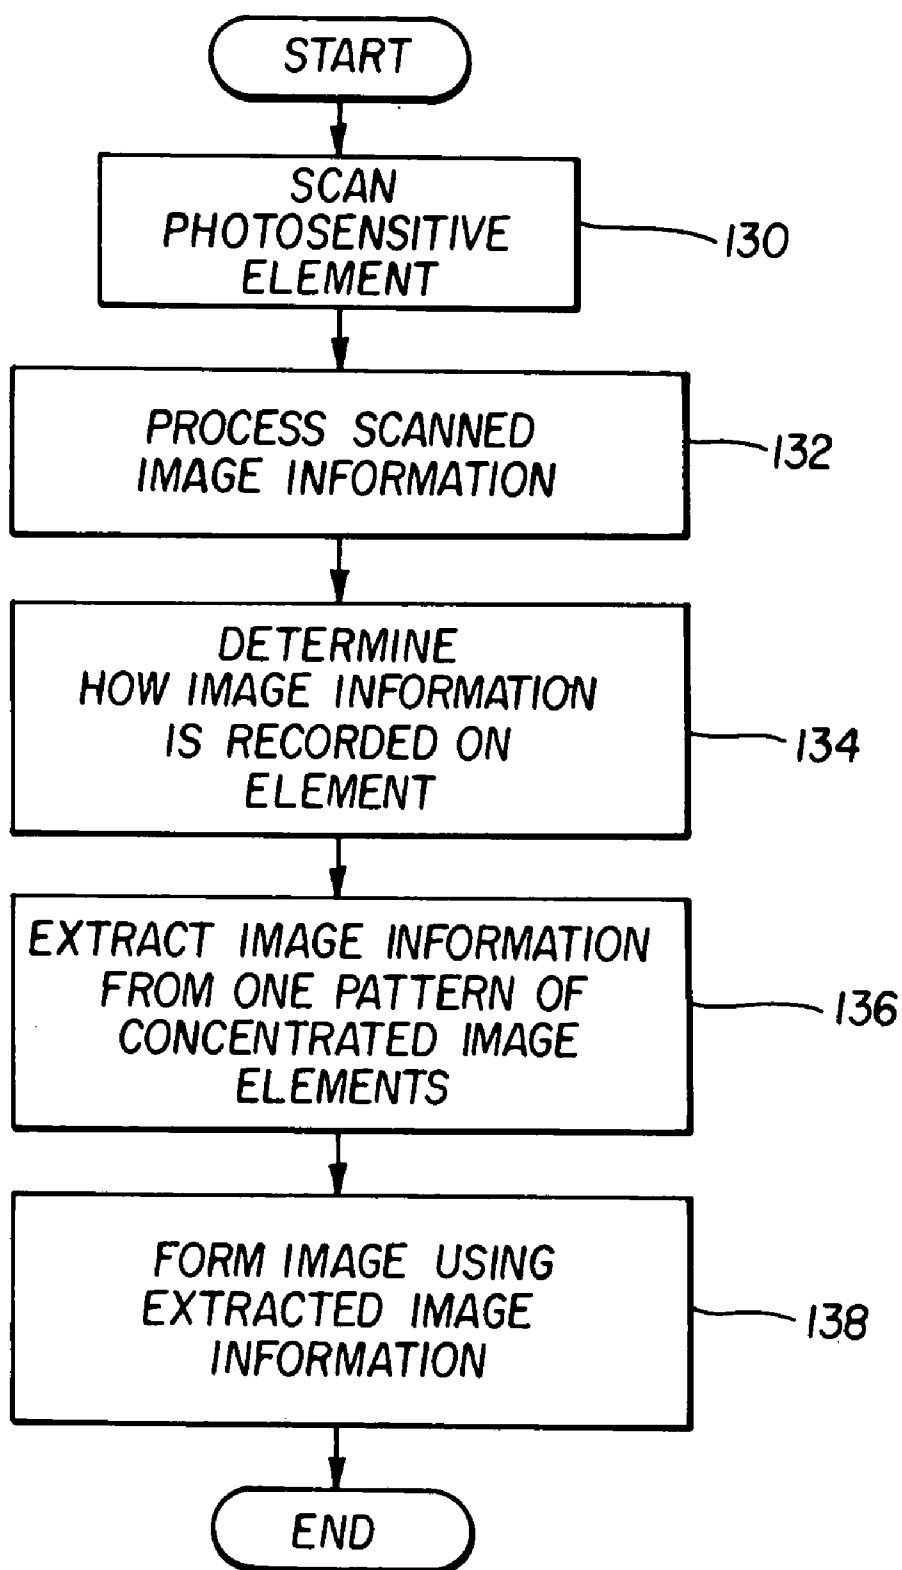 START
SCAN
PHOTOSENSITIVE
ELEMENT
130
PROCESS SCANNED
IMAGE INFORMATION
132
DETERMINE
HOW IMAGE INFORMATION
IS RECORDED ON
ELEMENT
134
EXTRACT IMAGE INFORMATION
FROM ONE PATTERN OF
CONCENTRATED IMAGE
ELEMENTS
136
FORM IMAGE USING
EXTRACTED IMAGE
INFORMATION
138
END